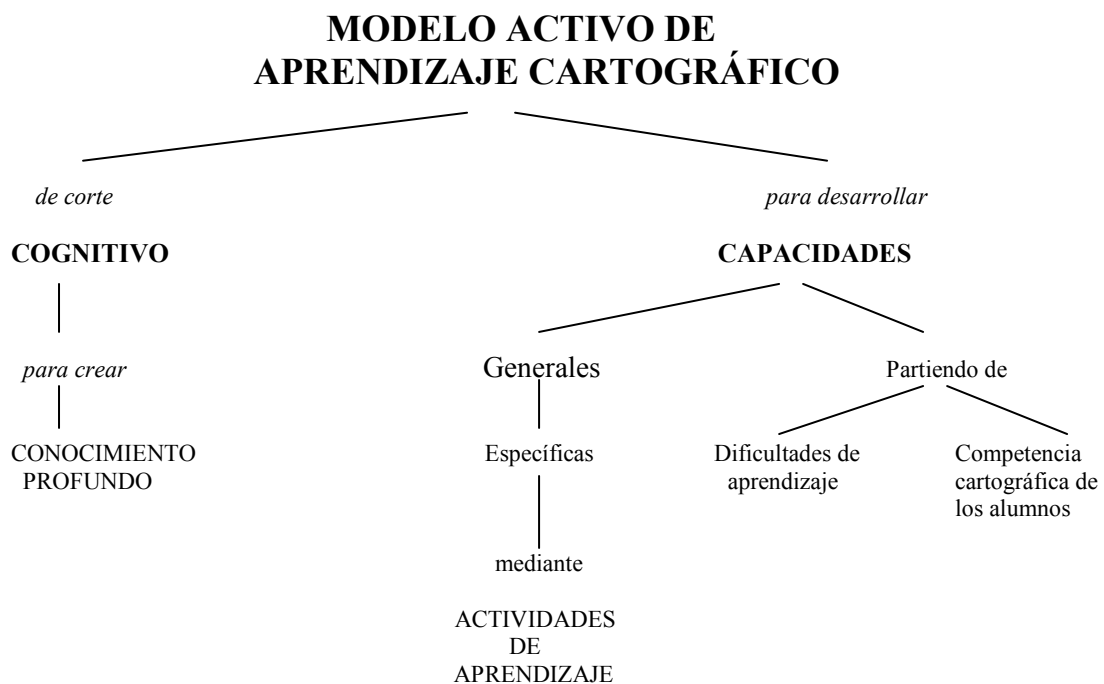 MODELO ACTIVO DE
APRENDIZAJE CARTOGRÁFICO
de corte
para desarrollar
COGNITIVO
CAPACIDADES
para crear
Generales
Partiendo de
CONOCIMIENTO
PROFUNDO
Específicas
Dificultades de
aprendizaje
Competencia
cartográfica de
los alumnos
mediante
ACTIVIDADES
DE
APRENDIZAJE